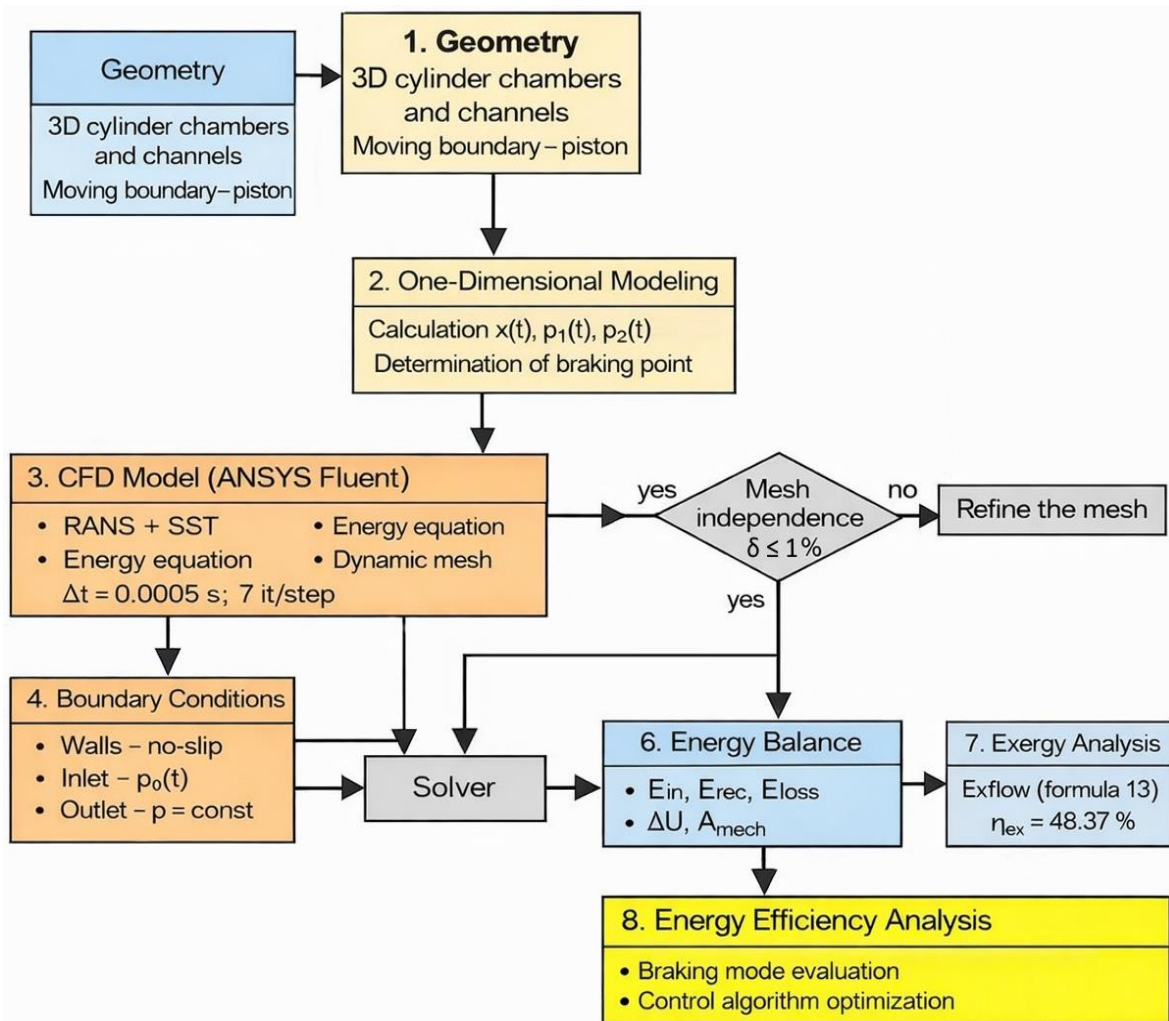 Geometry
3D cylinder chambers
and channels
Moving boundary–piston
1. Geometry
3D cylinder chambers
and channels
Moving boundary–piston
2. One-Dimensional Modeling
Calculation x(t), p₁(t), p₂(t)
Determination of braking point
3. CFD Model (ANSYS Fluent)
• RANS + SST
• Energy equation
• Energy equation
• Dynamic mesh
Δt = 0.0005 s; 7 it/step
yes
Mesh
independence
δ ≤ 1%
no
Refine the mesh
yes
4. Boundary Conditions
• Walls – no-slip
• Inlet – p₀(t)
• Outlet – p = const
Solver
6. Energy Balance
• Ein, Erec, Eloss
• ΔU, Amech
7. Exergy Analysis
Exflow (formula 13)
ηex = 48.37 %
8. Energy Efficiency Analysis
• Braking mode evaluation
• Control algorithm optimization